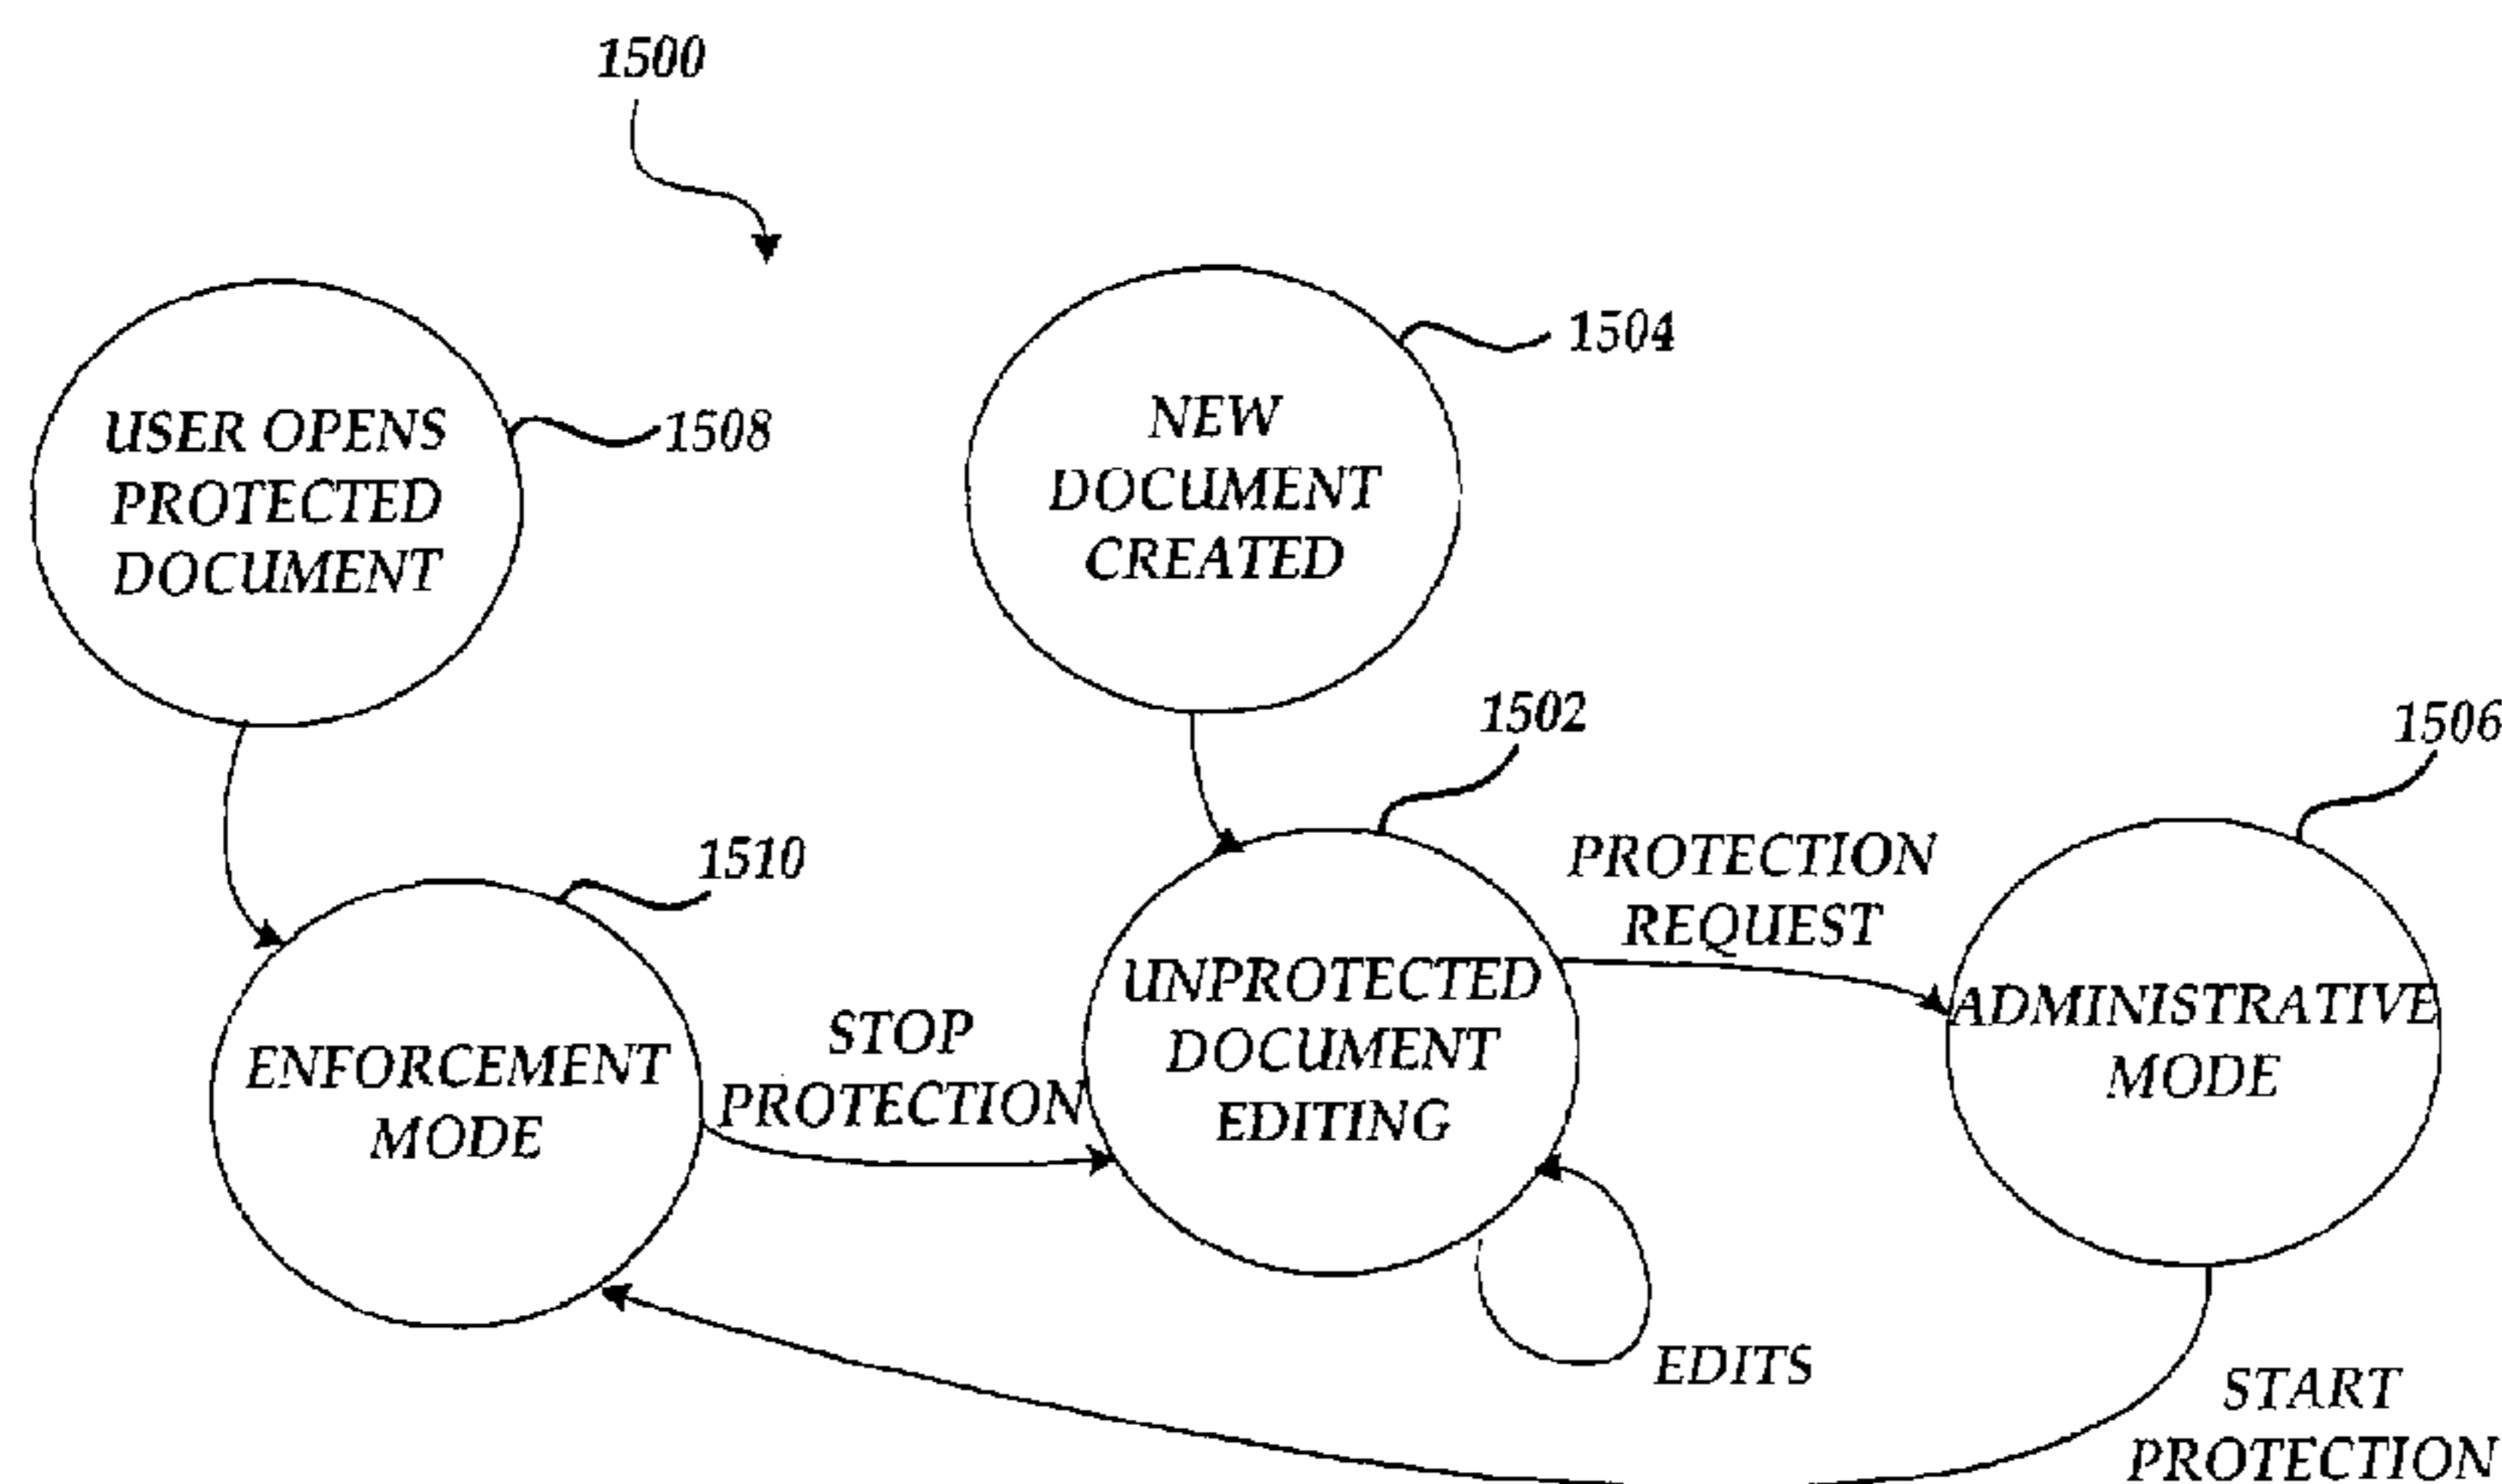 1500
1504
USER OPENS
PROTECTED
DOCUMENT
1508
NEW
DOCUMENT
CREATED
1502
1506
1510
PROTECTION
REQUEST
ENFORCEMENT
MODE
STOP
PROTECTION
UNPROTECTED
DOCUMENT
EDITING
ADMINISTRATIVE
MODE
EDITS
START
PROTECTION